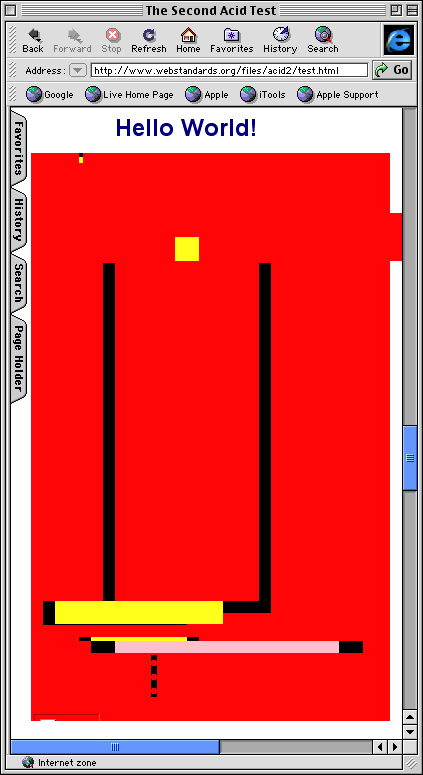 The Second Acid Test
Back Forward Stop Refresh Home Favorites History Search
Address: http://www.webstandards.org/files/acid2/test.html Go
Google Live Home Page Apple iTools Apple Support
Favorites
History
Search
Page Holder
Hello World!
Internet zone